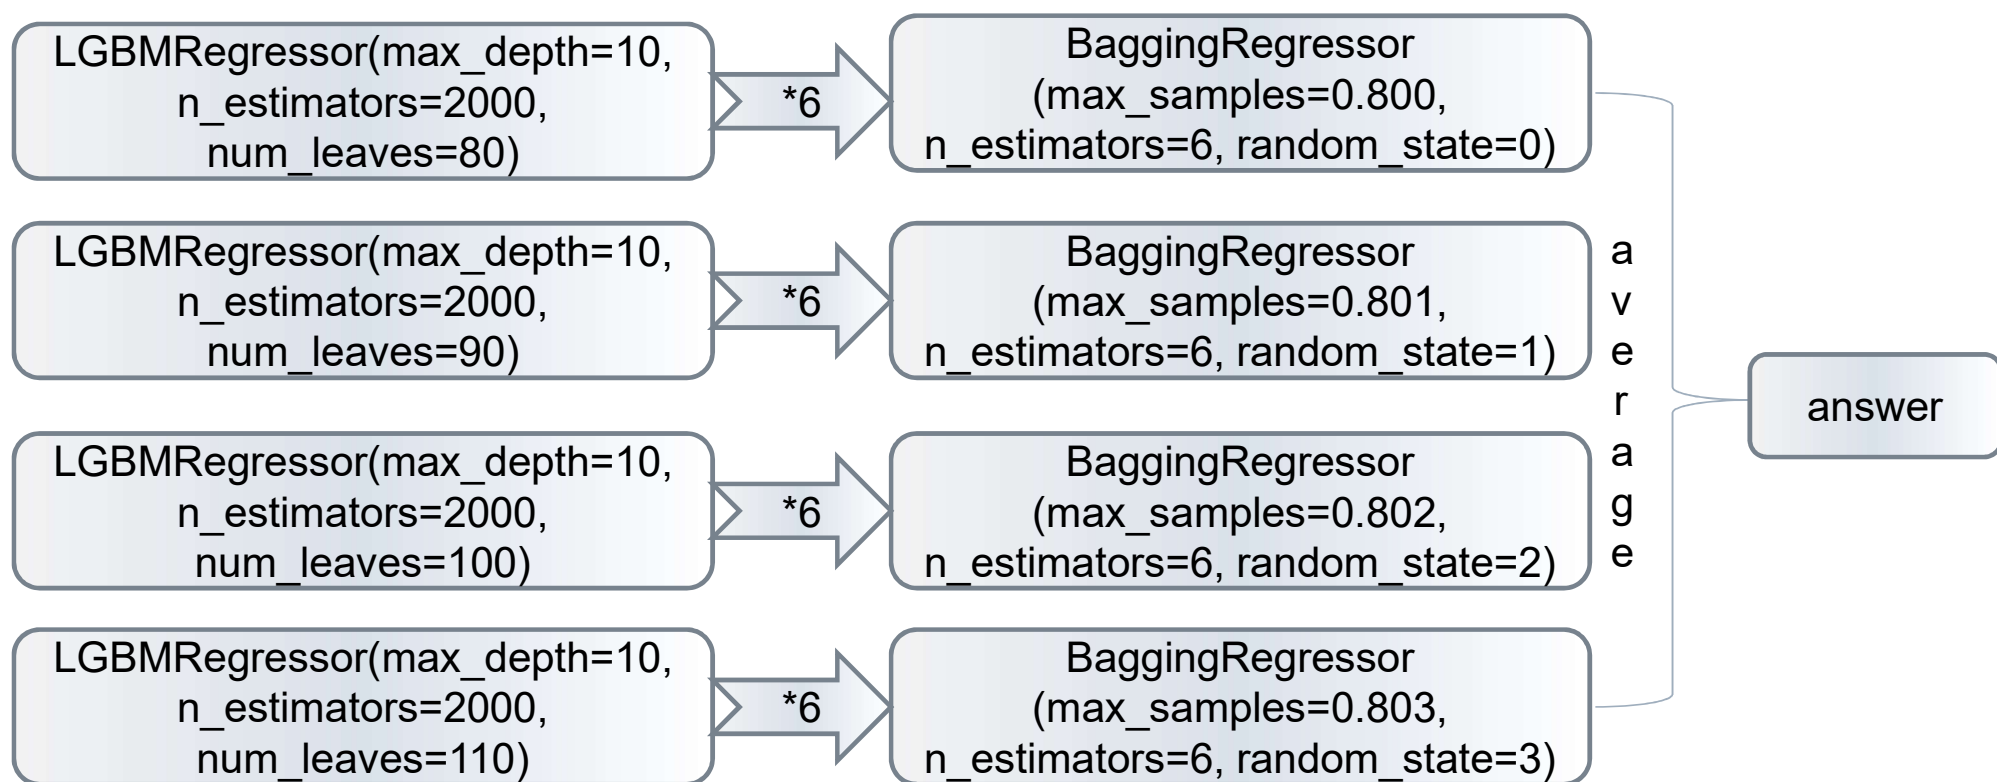 LGBMRegressor(max_depth=10,
n_estimators=2000,
num_leaves=80)
*6
BaggingRegressor
(max_samples=0.800,
n_estimators=6, random_state=0)
LGBMRegressor(max_depth=10,
n_estimators=2000,
num_leaves=90)
*6
BaggingRegressor
(max_samples=0.801,
n_estimators=6, random_state=1)
LGBMRegressor(max_depth=10,
n_estimators=2000,
num_leaves=100)
*6
BaggingRegressor
(max_samples=0.802,
n_estimators=6, random_state=2)
LGBMRegressor(max_depth=10,
n_estimators=2000,
num_leaves=110)
*6
BaggingRegressor
(max_samples=0.803,
n_estimators=6, random_state=3)
average
answer